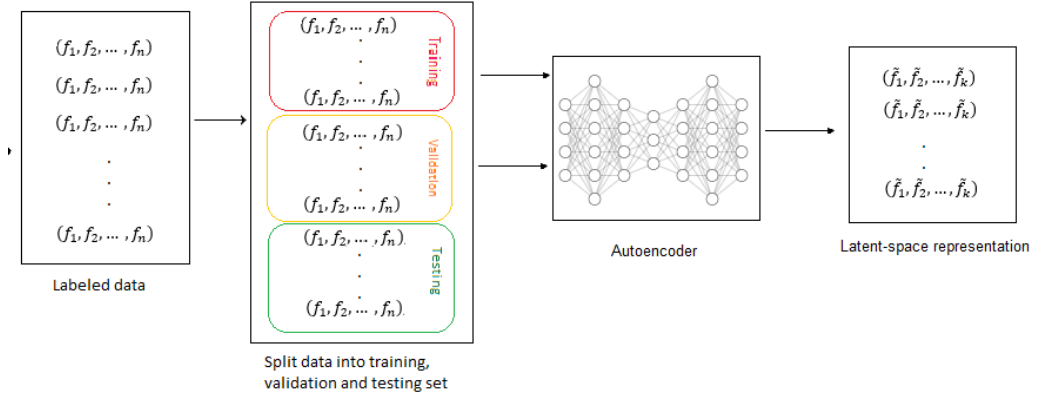 (f₁, f₂, … , fₙ)
(f₁, f₂, … , fₙ)
(f₁, f₂, … , fₙ)
.
.
.
(f₁, f₂, … , fₙ)
Labeled data
(f₁, f₂, … , fₙ)
.
.
.
(f₁, f₂, … , fₙ)
Training
(f₁, f₂, … , fₙ)
.
.
.
(f₁, f₂, … , fₙ)
Validation
(f₁, f₂, … , fₙ).
.
.
.
(f₁, f₂, … , fₙ).
Testing
Split data into training,
validation and testing set
Autoencoder
(f̃₁, f̃₂, … , f̃ₖ)
(f̃₁, f̃₂, … , f̃ₖ)
.
.
(f̃₁, f̃₂, … , f̃ₖ)
Latent-space representation